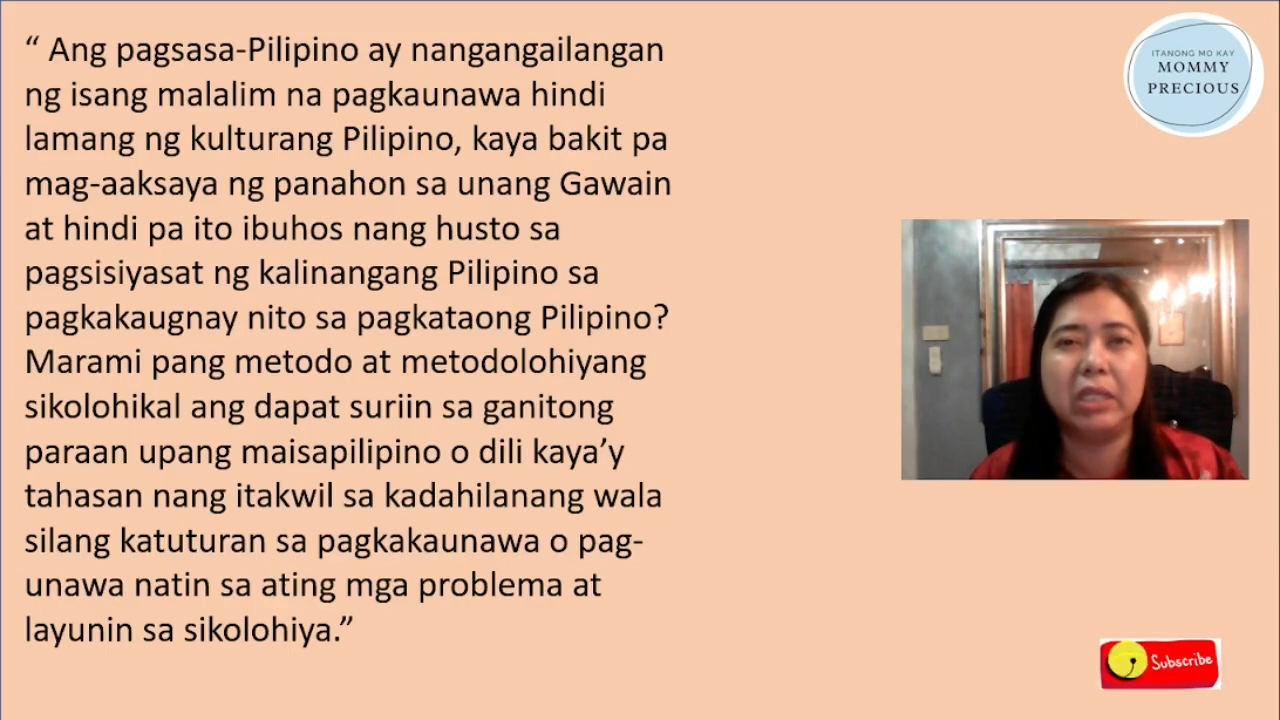 “ Ang pagsasa-Pilipino ay nangangailangan
ng isang malalim na pagkaunawa hindi
lamang ng kulturang Pilipino, kaya bakit pa
mag-aaksaya ng panahon sa unang Gawain
at hindi pa ito ibuhos nang husto sa
pagsisiyasat ng kalinangang Pilipino sa
pagkakaugnay nito sa pagkataong Pilipino?
Marami pang metodo at metodolohiyang
sikolohikal ang dapat suriin sa ganitong
paraan upang maisapilipino o dili kaya’y
tahasan nang itakwil sa kadahilanang wala
silang katuturan sa pagkakaunawa o pag-
unawa natin sa ating mga problema at
layunin sa sikolohiya.”
ITANONG MO KAY
MOMMY
PRECIOUS
Subscribe